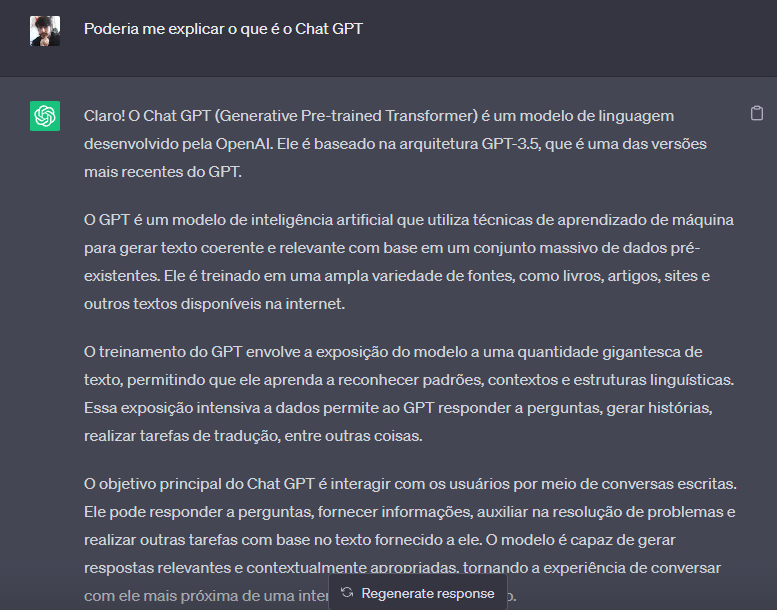 Poderia me explicar o que é o Chat GPT
Claro! O Chat GPT (Generative Pre-trained Transformer) é um modelo de linguagem
desenvolvido pela OpenAI. Ele é baseado na arquitetura GPT-3.5, que é uma das versões
mais recentes do GPT.
O GPT é um modelo de inteligência artificial que utiliza técnicas de aprendizado de máquina
para gerar texto coerente e relevante com base em um conjunto massivo de dados pré-
existentes. Ele é treinado em uma ampla variedade de fontes, como livros, artigos, sites e
outros textos disponíveis na internet.
O treinamento do GPT envolve a exposição do modelo a uma quantidade gigantesca de
texto, permitindo que ele aprenda a reconhecer padrões, contextos e estruturas linguísticas.
Essa exposição intensiva a dados permite ao GPT responder a perguntas, gerar histórias,
realizar tarefas de tradução, entre outras coisas.
O objetivo principal do Chat GPT é interagir com os usuários por meio de conversas escritas.
Ele pode responder a perguntas, fornecer informações, auxiliar na resolução de problemas e
realizar outras tarefas com base no texto fornecido a ele. O modelo é capaz de gerar
respostas relevantes e contextualmente apropriadas, tornando a experiência de conversar
com ele mais próxima de uma
Regenerate response